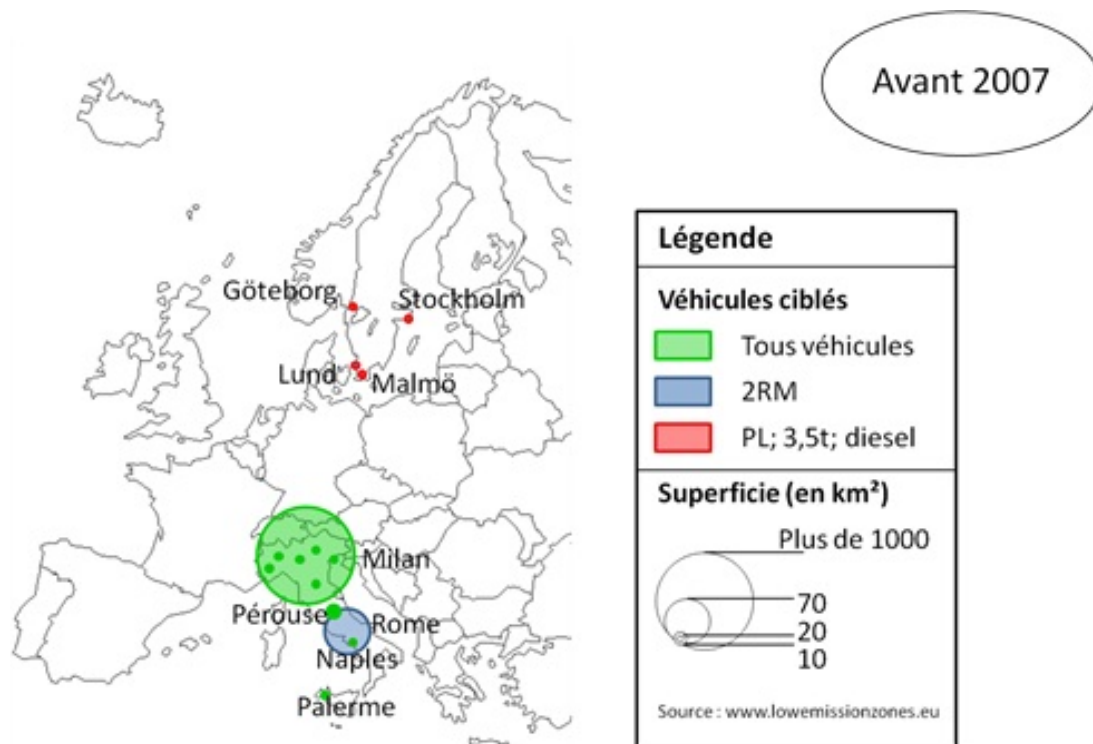 Avant 2007
Göteborg
Stockholm
Lund
Malmö
Milan
Pérouse
Rome
Naples
Palerme
Légende
Véhicules ciblés
Tous véhicules
2RM
PL; 3,5t; diesel
Superficie (en km²)
Plus de 1000
70
20
10
Source : www.lowemissionzones.eu